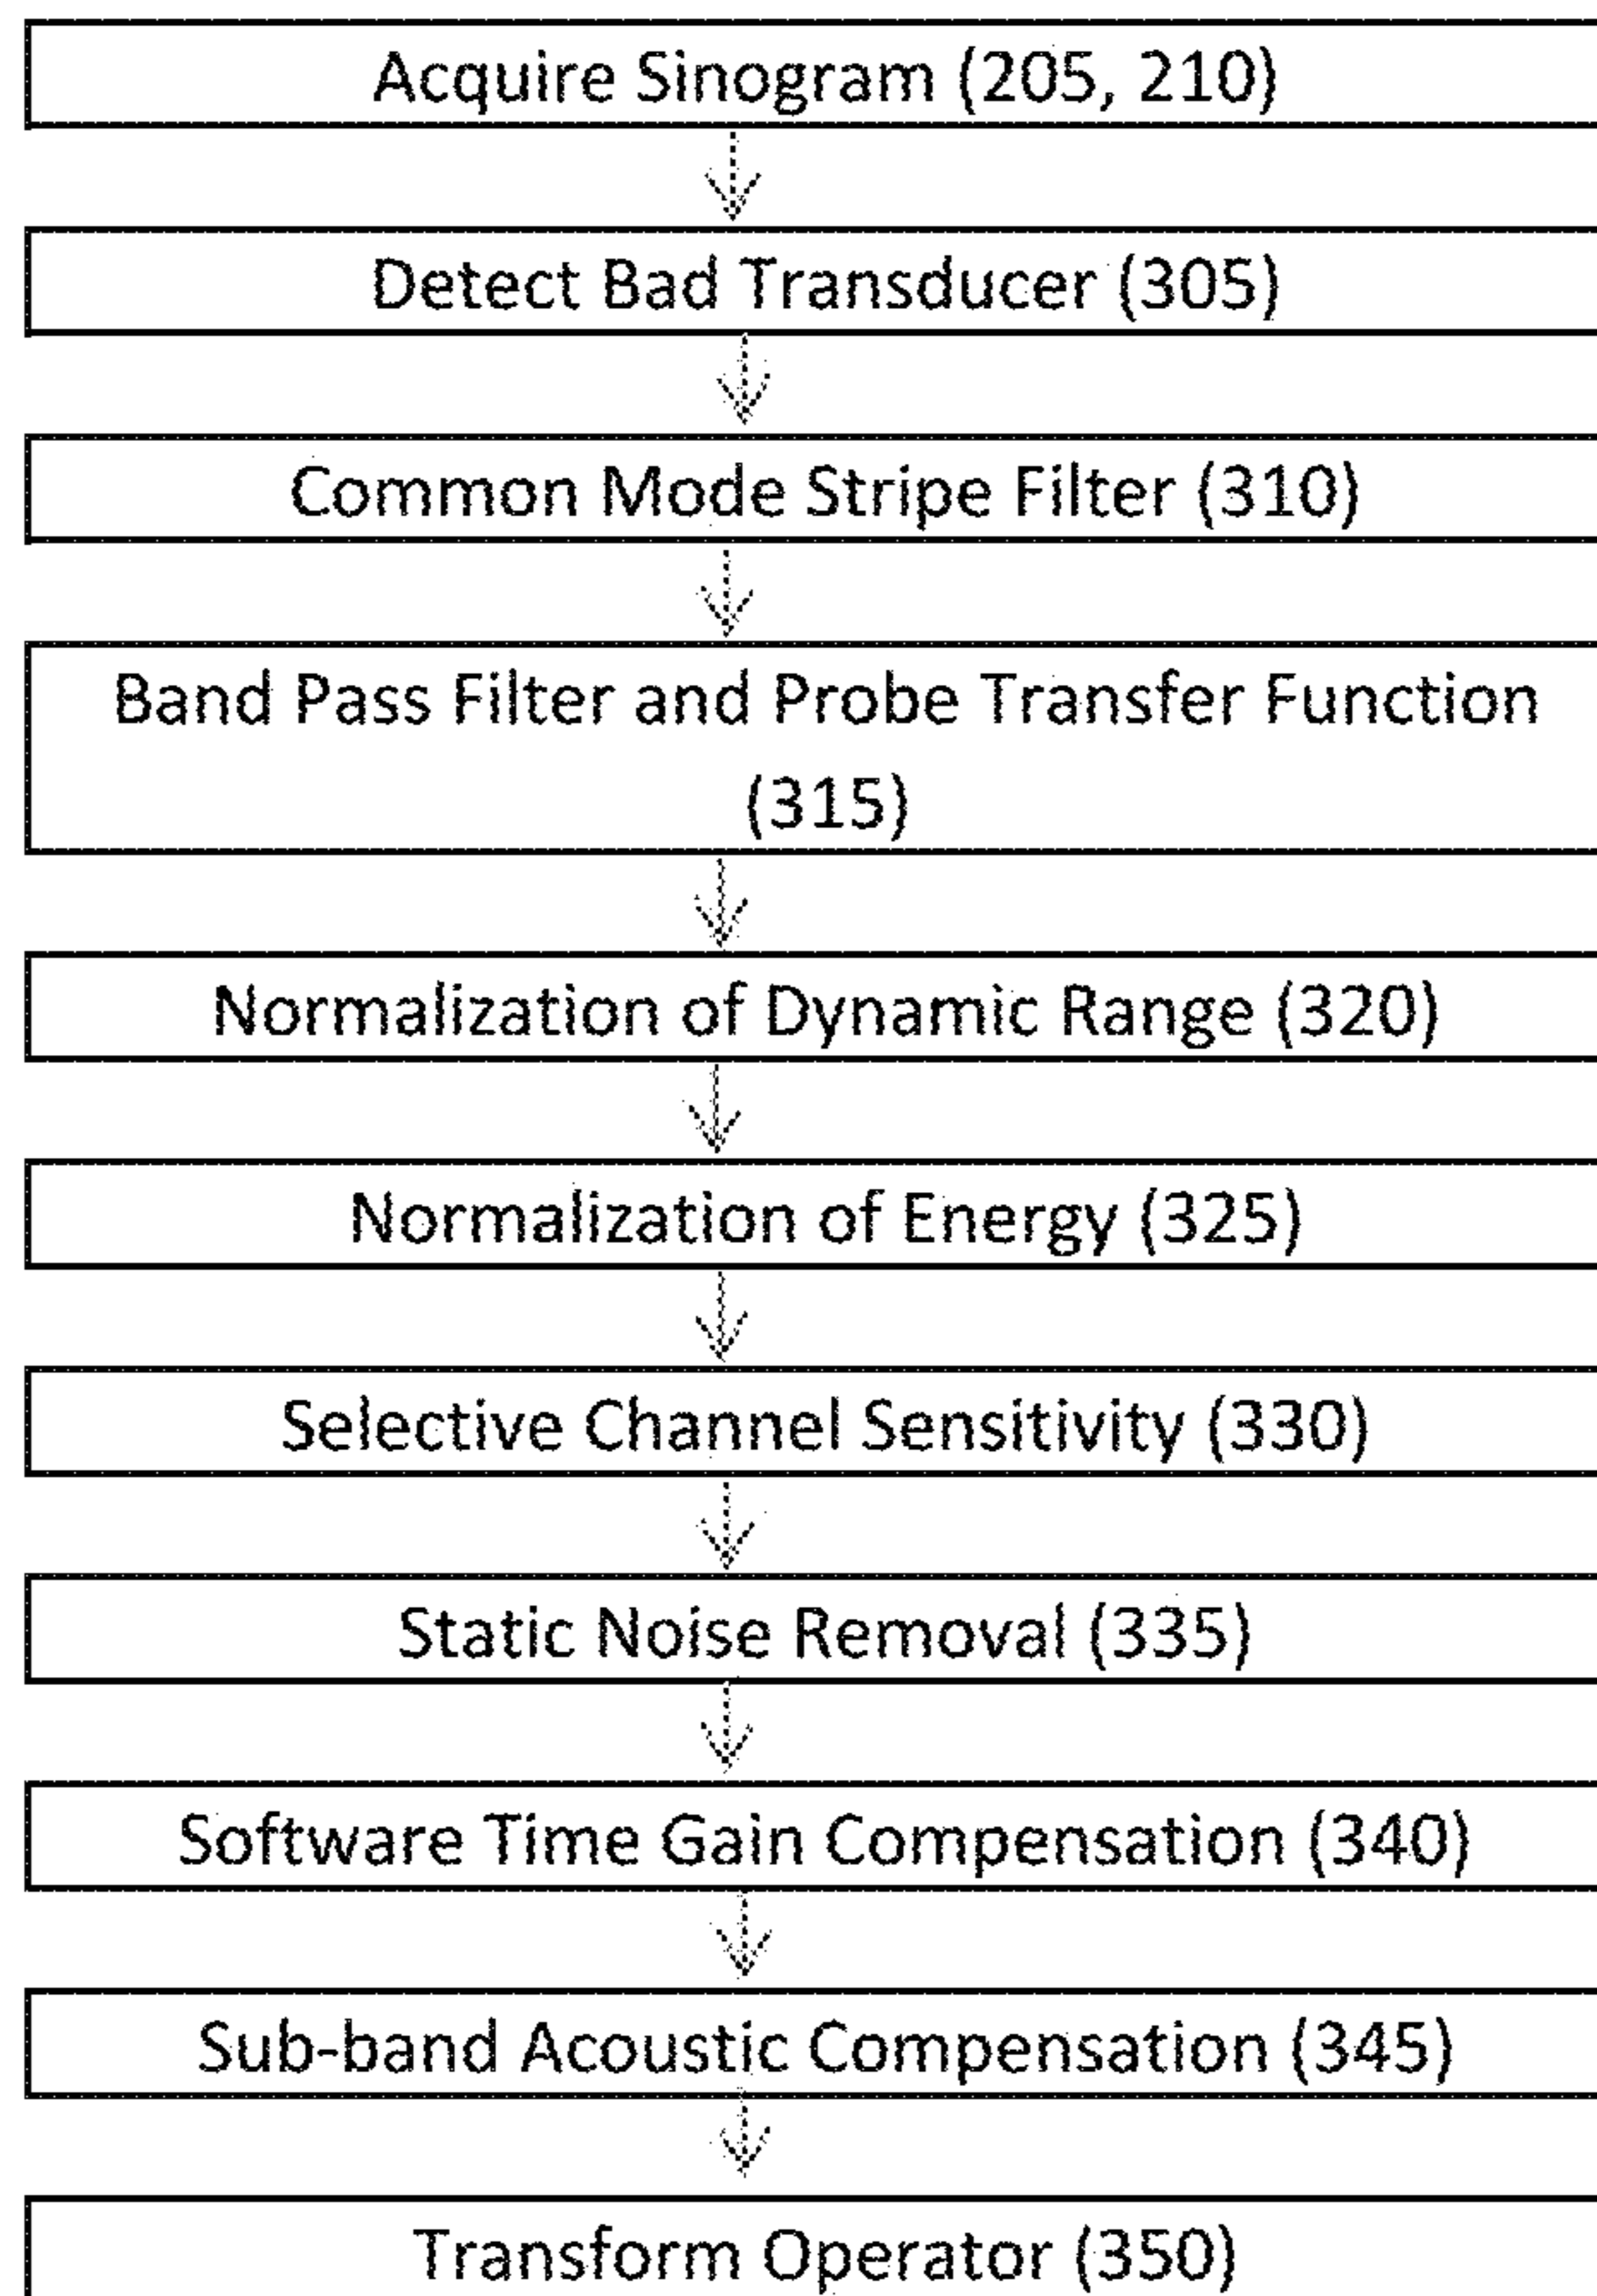 Acquire Sinogram (205, 210)
Detect Bad Transducer (305)
Common Mode Stripe Filter (310)
Band Pass Filter and Probe Transfer Function
(315)
Normalization of Dynamic Range (320)
Normalization of Energy (325)
Selective Channel Sensitivity (330)
Static Noise Removal (335)
Software Time Gain Compensation (340)
Sub-band Acoustic Compensation (345)
Transform Operator (350)